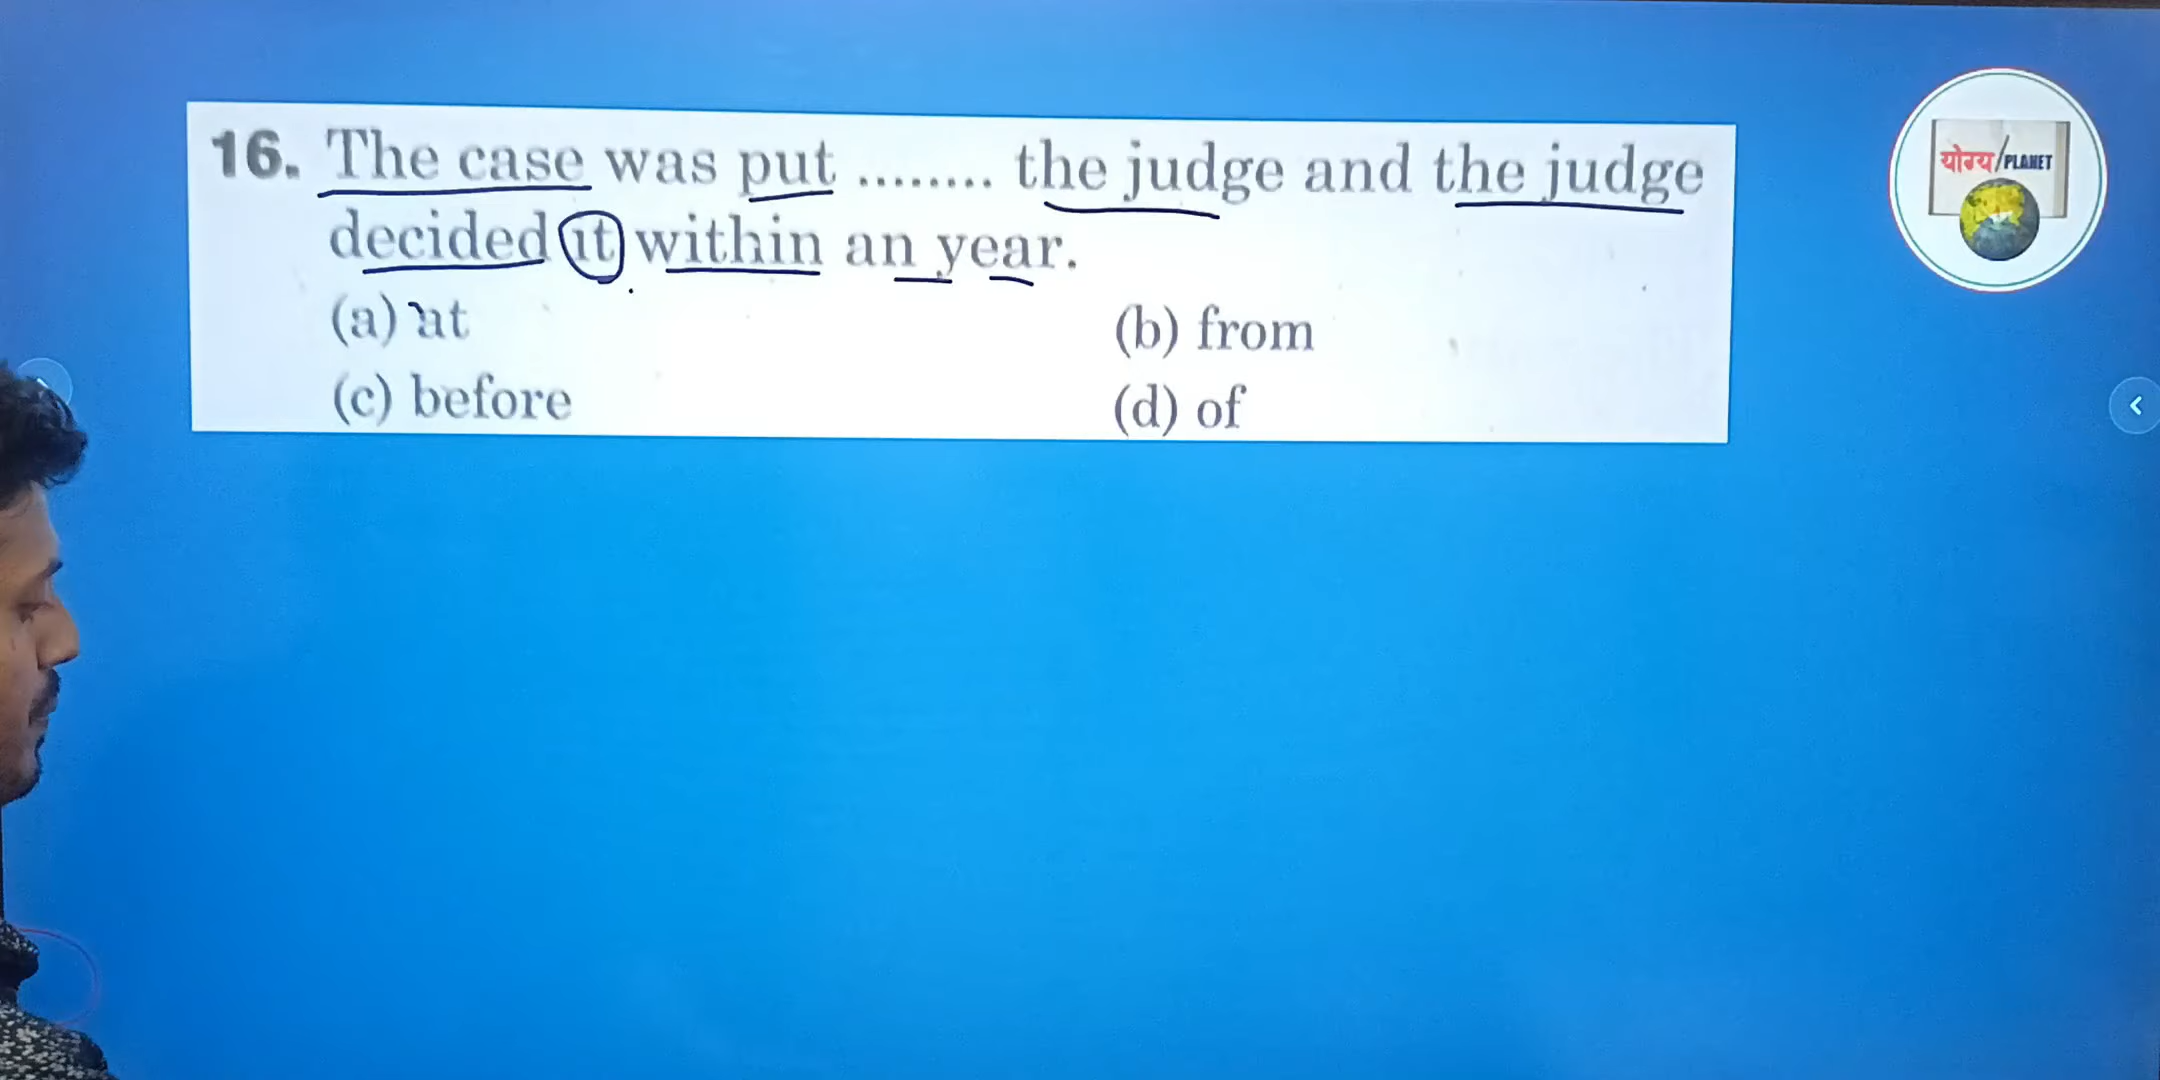 16. The case was put ........ the judge and the judge
decided it within an year.
(a) at
(b) from
(c) before
(d) of
योग्य/PLANET